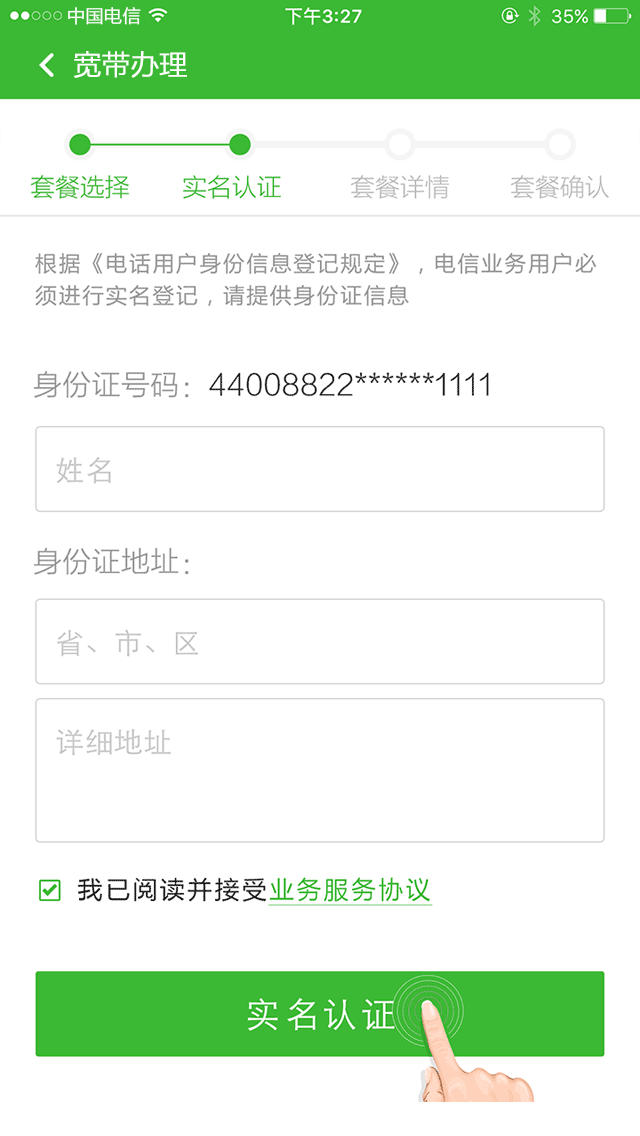 中国电信 下午3:27 35%
宽带办理
套餐选择 实名认证 套餐详情 套餐确认
根据《电话用户身份信息登记规定》，电信业务用户必
须进行实名登记，请提供身份证信息
身份证号码：44008822******1111
姓名
身份证地址：
省、市、区
详细地址
我已阅读并接受业务服务协议
实名认证